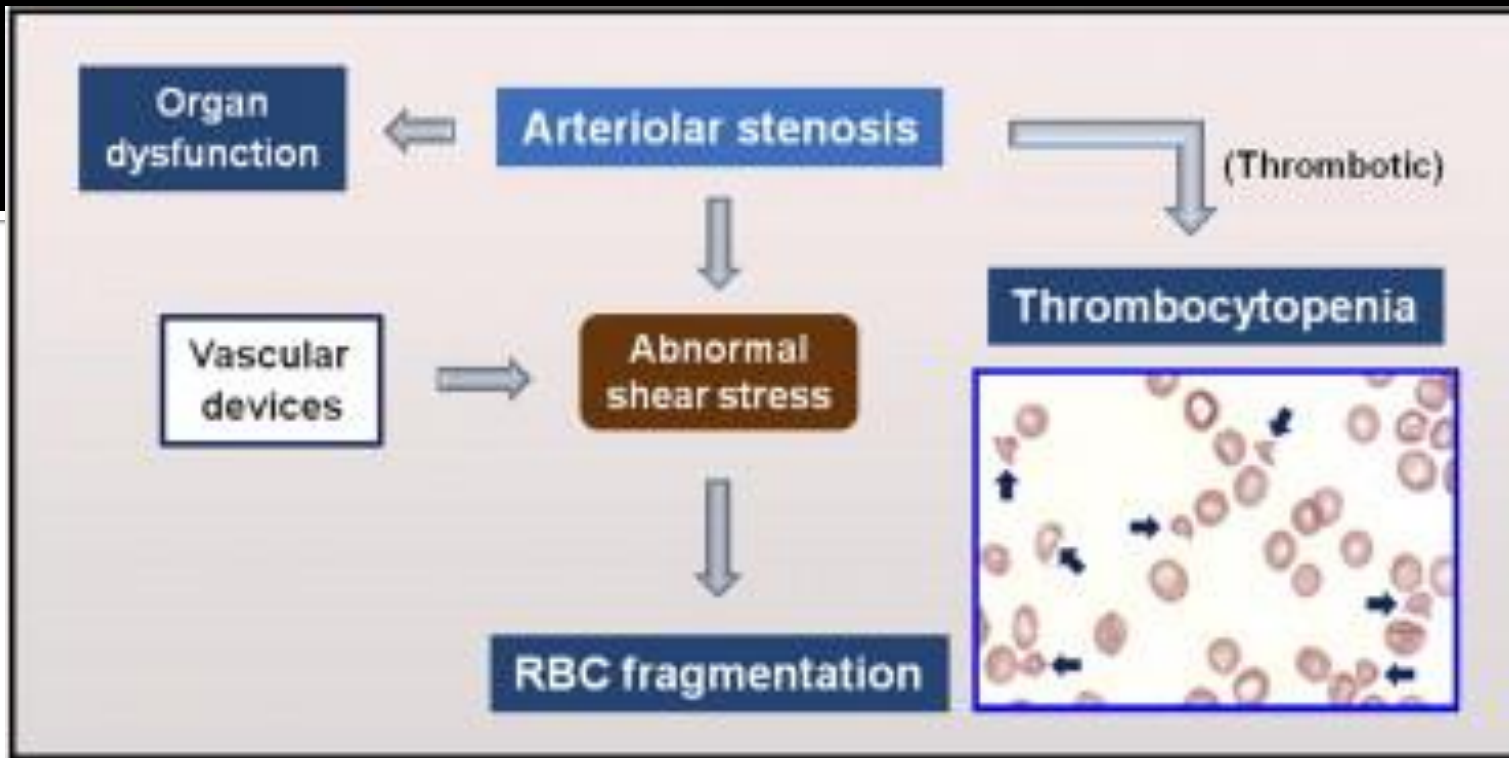 Organ
dysfunction
Arteriolar stenosis
(Thrombotic)
Thrombocytopenia
Vascular
devices
Abnormal
shear stress
RBC fragmentation